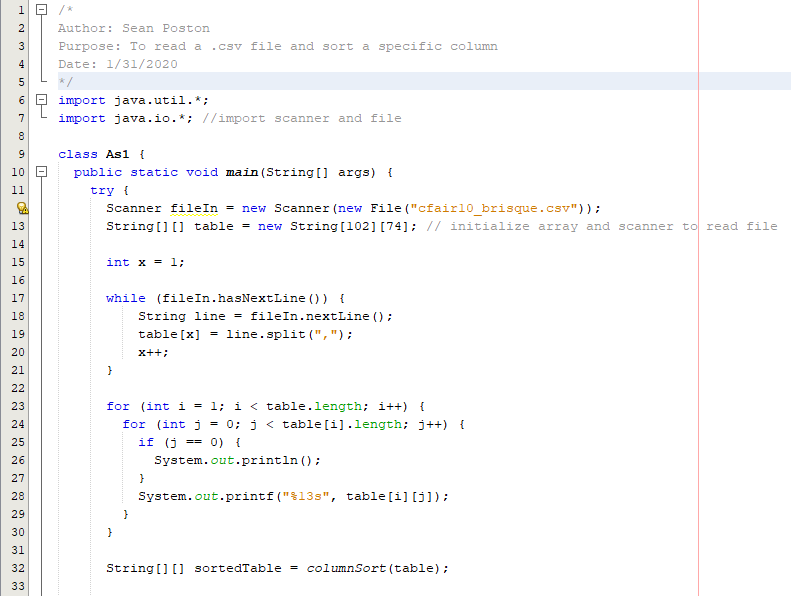 1 /*
2 Author: Sean Poston
3 Purpose: To read a .csv file and sort a specific column
4 Date: 1/31/2020
5 */
6 import java.util.*;
7 import java.io.*; //import scanner and file
8
9 class As1 {
10 public static void main(String[] args) {
11 try {
Scanner fileIn = new Scanner(new File("cfair10_brisque.csv"));
13 String[][] table = new String[102][74]; // initialize array and scanner to read file
14
15 int x = 1;
16
17 while (fileIn.hasNextLine()) {
18 String line = fileIn.nextLine();
19 table[x] = line.split(",");
20 x++;
21 }
22
23 for (int i = 1; i < table.length; i++) {
24 for (int j = 0; j < table[i].length; j++) {
25 if (j == 0) {
26 System.out.println();
27 }
28 System.out.printf("%13s", table[i][j]);
29 }
30 }
31
32 String[][] sortedTable = columnSort(table);
33